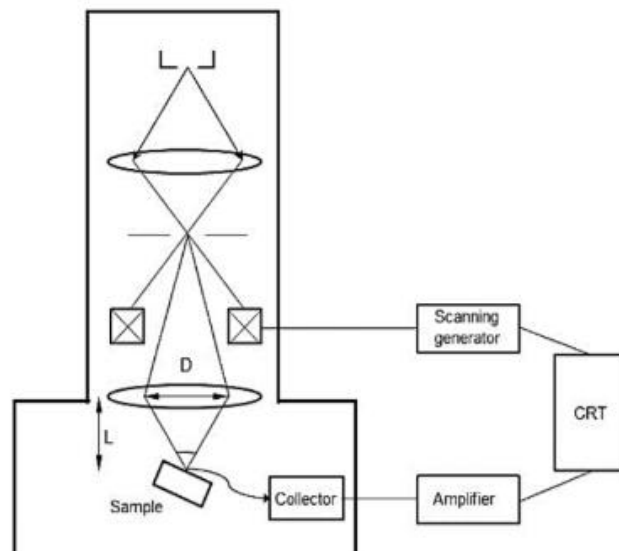 Scanning
generator
D
CRT
L
Sample
Collector
Amplifier